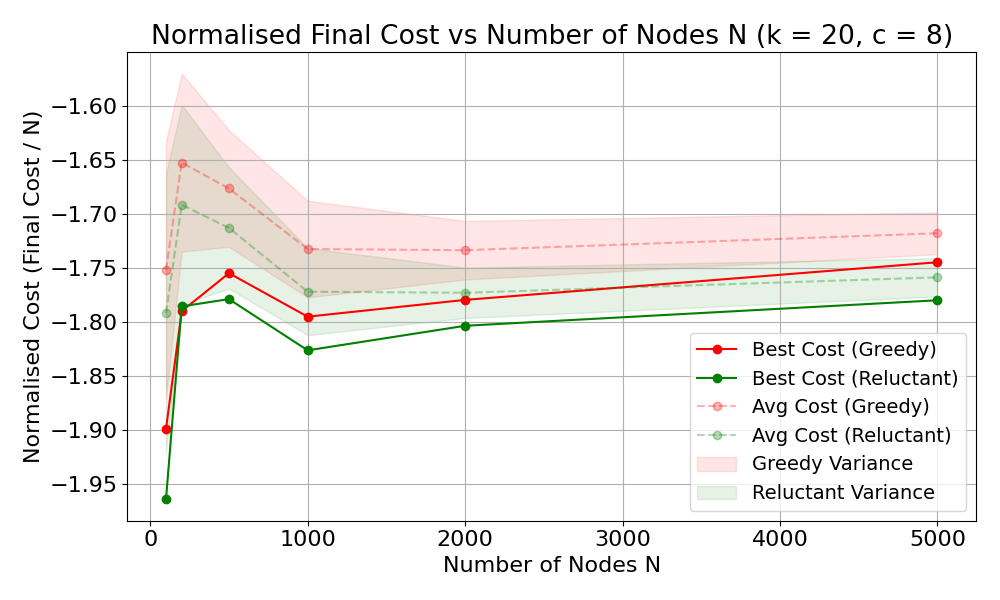 Normalised Final Cost vs Number of Nodes N (k = 20, c = 8)
Normalised Cost (Final Cost / N)
−1.60
−1.65
−1.70
−1.75
−1.80
−1.85
−1.90
−1.95
Best Cost (Greedy)
Best Cost (Reluctant)
Avg Cost (Greedy)
Avg Cost (Reluctant)
Greedy Variance
Reluctant Variance
0 1000 2000 3000 4000 5000
Number of Nodes N